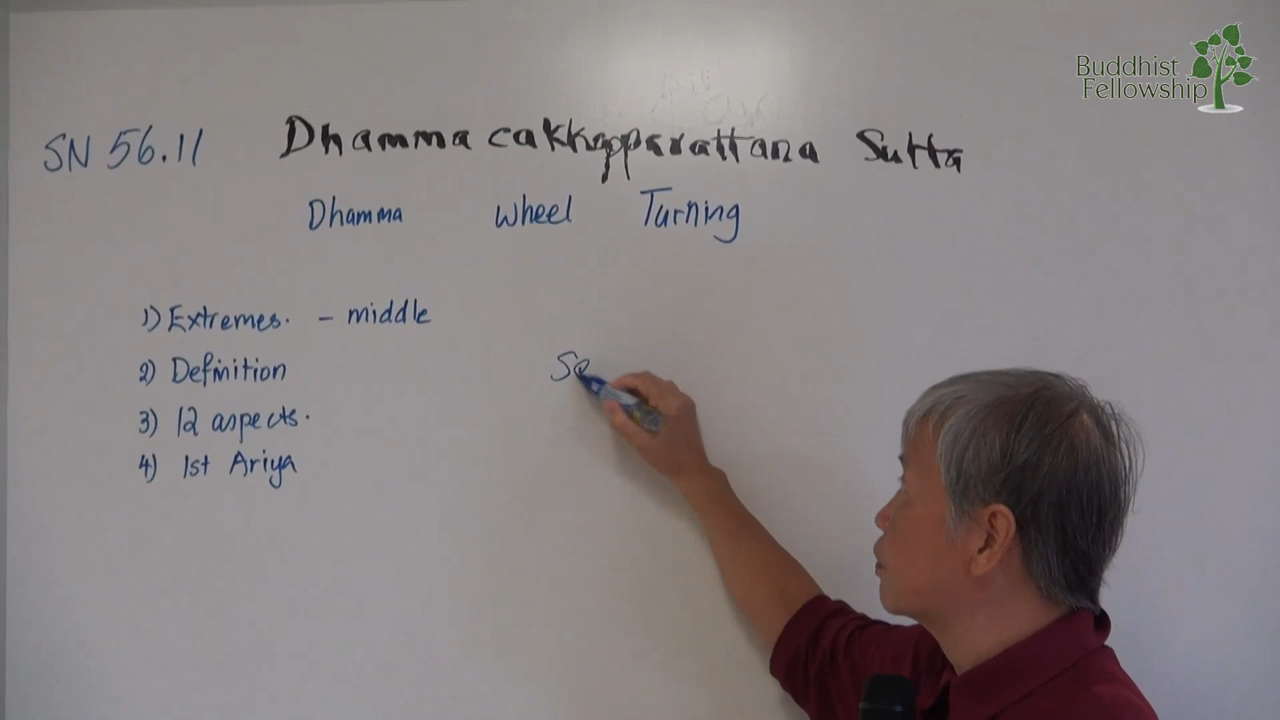 Buddhist
Fellowship
SN 56.11 Dhammacakkappavattana Sutta
Dhamma wheel Turning
1) Extremes. - middle
2) Definition
3) 12 aspects.
4) 1st Ariya
Se